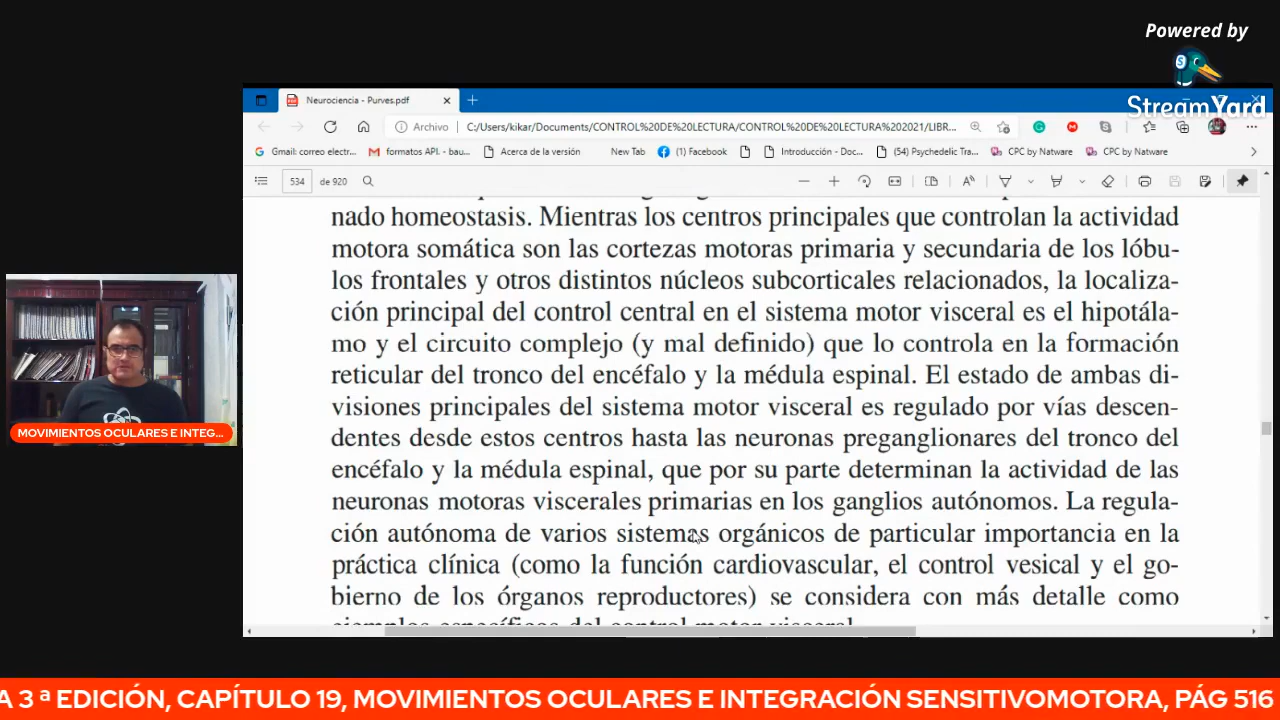 Powered by
StreamYard
Neurociencia - Purves.pdf
Archivo C:/Users/kikar/Documents/CONTROL%20DE%20LECTURA/CONTROL%20DE%20LECTURA%202021/LIBR...
Gmail: correo electr... formatos API. - bau... Acerca de la versión New Tab (1) Facebook Introducción - Doc... (54) Psychedelic Tra... CPC by Natware CPC by Natware
534 de 920
nado homeostasis. Mientras los centros principales que controlan la actividad
motora somática son las cortezas motoras primaria y secundaria de los lóbu-
los frontales y otros distintos núcleos subcorticales relacionados, la localiza-
ción principal del control central en el sistema motor visceral es el hipotála-
mo y el circuito complejo (y mal definido) que lo controla en la formación
reticular del tronco del encéfalo y la médula espinal. El estado de ambas di-
visiones principales del sistema motor visceral es regulado por vías descen-
dentes desde estos centros hasta las neuronas preganglionares del tronco del
encéfalo y la médula espinal, que por su parte determinan la actividad de las
neuronas motoras viscerales primarias en los ganglios autónomos. La regula-
ción autónoma de varios sistemas orgánicos de particular importancia en la
práctica clínica (como la función cardiovascular, el control vesical y el go-
bierno de los órganos reproductores) se considera con más detalle como
ejemplos específicos del control motor visceral.
MOVIMIENTOS OCULARES E INTEG...
A 3 ª EDICIÓN, CAPÍTULO 19, MOVIMIENTOS OCULARES E INTEGRACIÓN SENSITIVOMOTORA, PÁG 516